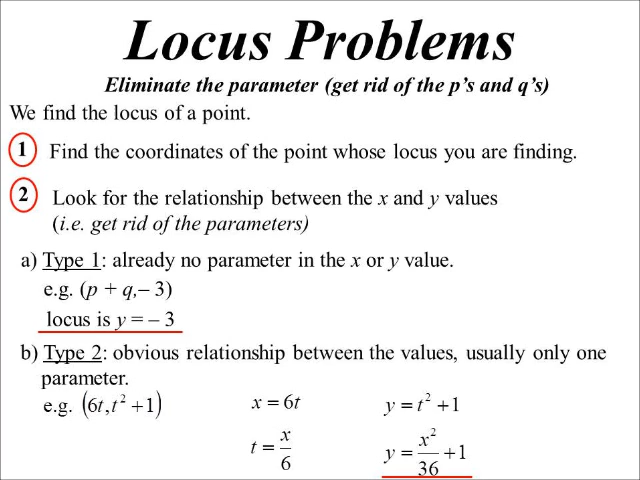 Locus Problems
Eliminate the parameter (get rid of the p's and q's)
We find the locus of a point.
1 Find the coordinates of the point whose locus you are finding.
2 Look for the relationship between the x and y values
(i.e. get rid of the parameters)
a) Type 1: already no parameter in the x or y value.
e.g. (p + q,– 3)
locus is y = – 3
b) Type 2: obvious relationship between the values, usually only one
parameter.
e.g. (6t, t² + 1) x = 6t y = t² + 1
t = x/6 y = x²/36 + 1